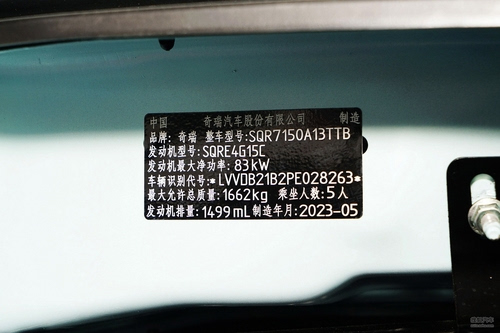 中国 奇瑞汽车股份有限公司 制造
品牌: 奇瑞 整车型号:SQR7150A13TTB
发动机型号:SQRE4G15C
发动机最大净功率:83kW
车辆识别代号:*LVVDB21B2PE028263*
最大允许总质量:1662kg 乘坐人数:5人
发动机排量:1499mL 制造年月:2023-05